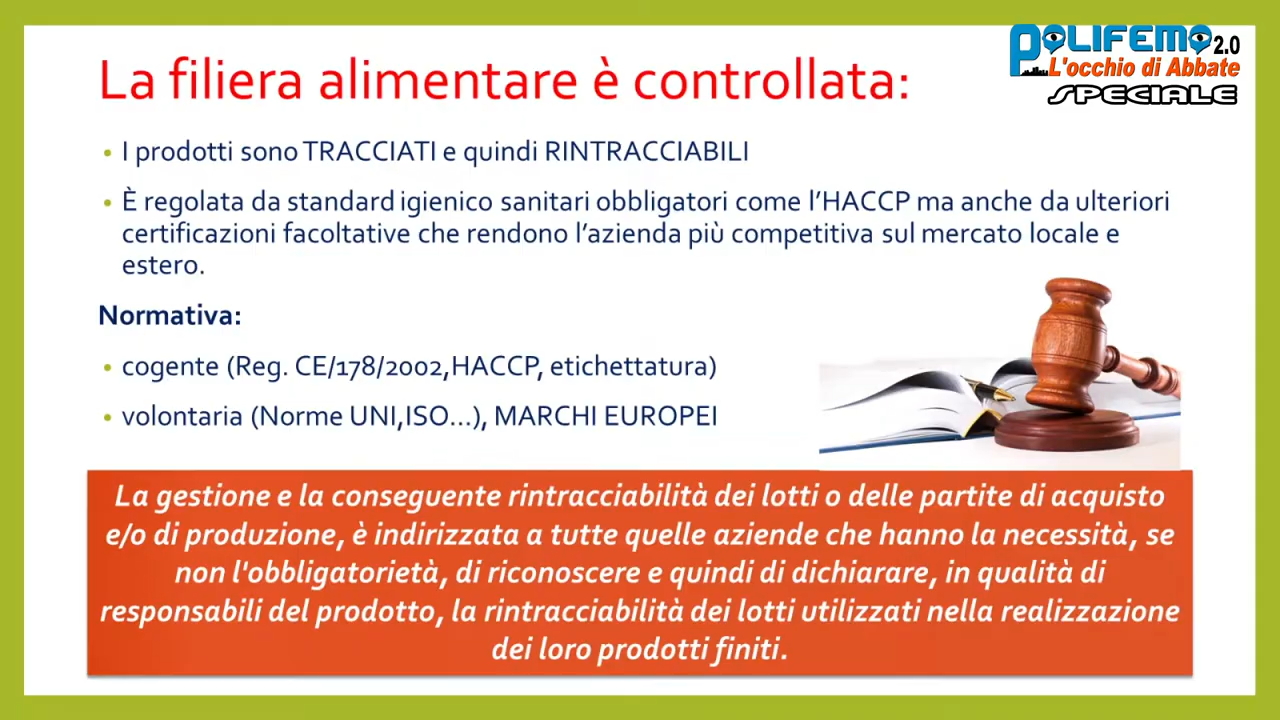 POLIFEMO 2.0
L'occhio di Abbate
SPECIALE
La filiera alimentare è controllata:
• I prodotti sono TRACCIATI e quindi RINTRACCIABILI
• È regolata da standard igienico sanitari obbligatori come l'HACCP ma anche da ulteriori
certificazioni facoltative che rendono l'azienda più competitiva sul mercato locale e
estero.
Normativa:
• cogente (Reg. CE/178/2002,HACCP, etichettatura)
• volontaria (Norme UNI,ISO...), MARCHI EUROPEI
La gestione e la conseguente rintracciabilità dei lotti o delle partite di acquisto
e/o di produzione, è indirizzata a tutte quelle aziende che hanno la necessità, se
non l'obbligatorietà, di riconoscere e quindi di dichiarare, in qualità di
responsabili del prodotto, la rintracciabilità dei lotti utilizzati nella realizzazione
dei loro prodotti finiti.